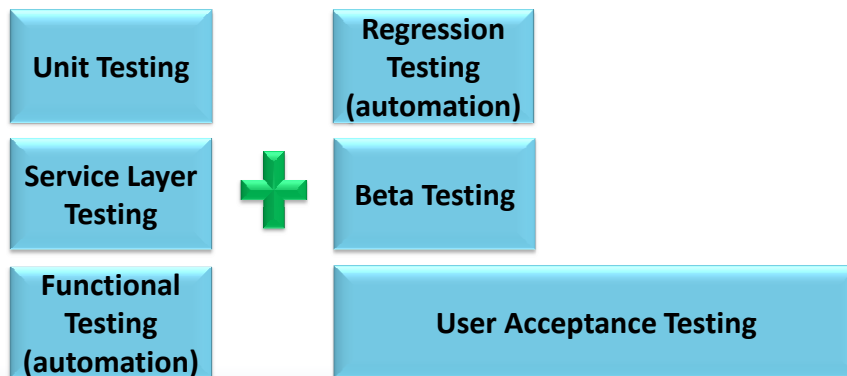 Unit Testing
Service Layer
Testing
Functional
Testing
(automation)
Regression
Testing
(automation)
Beta Testing
User Acceptance Testing